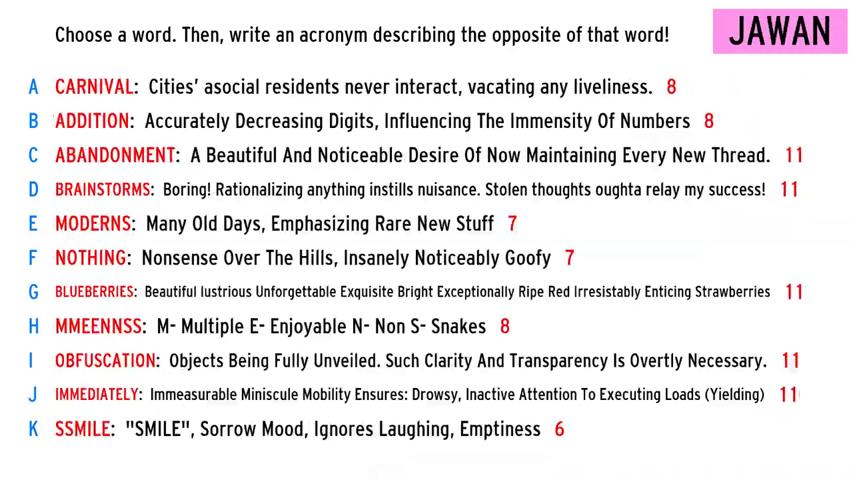 Choose a word. Then, write an acronym describing the opposite of that word!
JAWAN
A CARNIVAL: Cities' asocial residents never interact, vacating any liveliness. 8
B ADDITION: Accurately Decreasing Digits, Influencing The Immensity Of Numbers 8
C ABANDONMENT: A Beautiful And Noticeable Desire Of Now Maintaining Every New Thread. 11
D BRAINSTORMS: Boring! Rationalizing anything instills nuisance. Stolen thoughts oughta relay my success! 11
E MODERNS: Many Old Days, Emphasizing Rare New Stuff 7
F NOTHING: Nonsense Over The Hills, Insanely Noticeably Goofy 7
G BLUEBERRIES: Beautiful lustrious Unforgettable Exquisite Bright Exceptionally Ripe Red Irresistably Enticing Strawberries 11
H MMEENNSS: M- Multiple E- Enjoyable N- Non S- Snakes 8
I OBFUSCATION: Objects Being Fully Unveiled. Such Clarity And Transparency Is Overtly Necessary. 11
J IMMEDIATELY: Immeasurable Miniscule Mobility Ensures: Drowsy, Inactive Attention To Executing Loads (Yielding) 11
K SSMILE: "SMILE", Sorrow Mood, Ignores Laughing, Emptiness 6